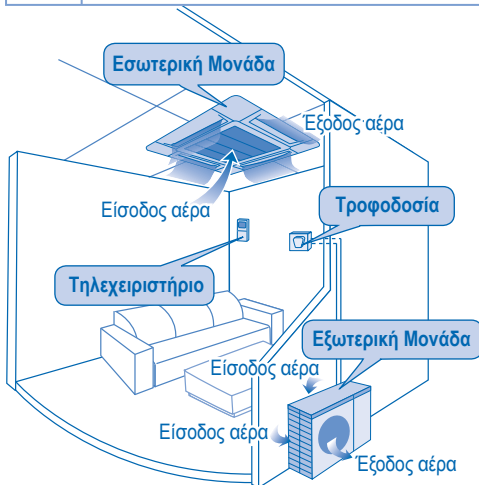 Εσωτερική Μονάδα
Έξοδος αέρα
Είσοδος αέρα
Τροφοδοσία
Τηλεχειριστήριο
Εξωτερική Μονάδα
Είσοδος αέρα
Είσοδος αέρα
Έξοδος αέρα